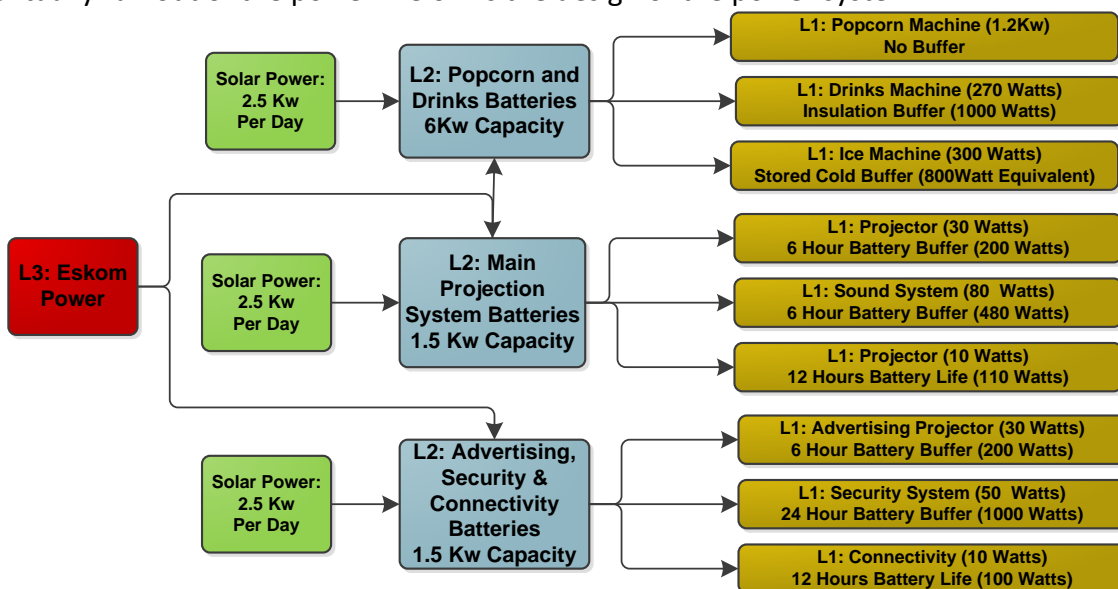 L1: Popcorn Machine (1.2Kw)
No Buffer
Solar Power:
2.5 Kw
Per Day
L2: Popcorn and
Drinks Batteries
6Kw Capacity
L1: Drinks Machine (270 Watts)
Insulation Buffer (1000 Watts)
L1: Ice Machine (300 Watts)
Stored Cold Buffer (800Watt Equivalent)
L3: Eskom
Power
Solar Power:
2.5 Kw
Per Day
L2: Main
Projection
System Batteries
1.5 Kw Capacity
L1: Projector (30 Watts)
6 Hour Battery Buffer (200 Watts)
L1: Sound System (80  Watts)
6 Hour Battery Buffer (480 Watts)
L1: Projector (10 Watts)
12 Hours Battery Life (110 Watts)
Solar Power:
2.5 Kw
Per Day
L2: Advertising,
Security &
Connectivity
Batteries
1.5 Kw Capacity
L1: Advertising Projector (30 Watts)
6 Hour Battery Buffer (200 Watts)
L1: Security System (50  Watts)
24 Hour Battery Buffer (1000 Watts)
L1: Connectivity (10 Watts)
12 Hours Battery Life (100 Watts)